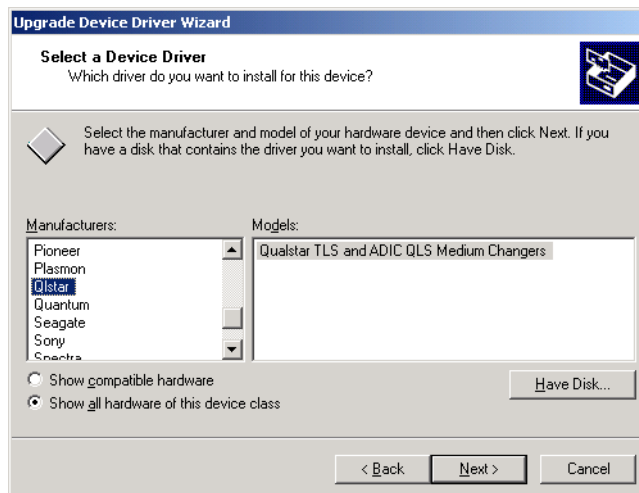 Upgrade Device Driver Wizard
Select a Device Driver
Which driver do you want to install for this device?
Select the manufacturer and model of your hardware device and then click Next. If you
have a disk that contains the driver you want to install, click Have Disk.
Manufacturers:
Pioneer
Plasmon
Qlstar
Quantum
Seagate
Sony
Spectra
Models:
Qualstar TLS and ADIC QLS Medium Changers
Show compatible hardware
Show all hardware of this device class
Have Disk...
< Back
Next >
Cancel